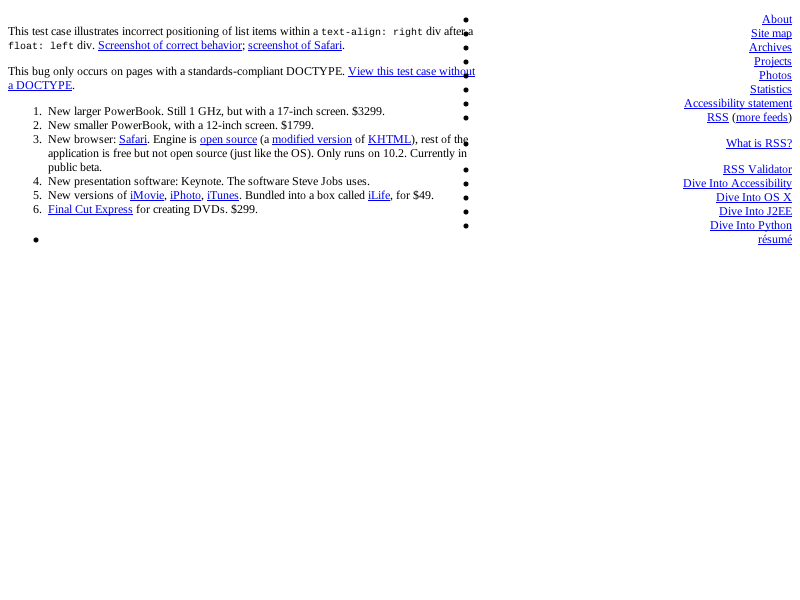 This test case illustrates incorrect positioning of list items within a text-align: right div after a
float: left div. Screenshot of correct behavior; screenshot of Safari.
This bug only occurs on pages with a standards-compliant DOCTYPE. View this test case without
a DOCTYPE.
1. New larger PowerBook. Still 1 GHz, but with a 17-inch screen. $3299.
2. New smaller PowerBook, with a 12-inch screen. $1799.
3. New browser: Safari. Engine is open source (a modified version of KHTML), rest of the
application is free but not open source (just like the OS). Only runs on 10.2. Currently in
public beta.
4. New presentation software: Keynote. The software Steve Jobs uses.
5. New versions of iMovie, iPhoto, iTunes. Bundled into a box called iLife, for $49.
6. Final Cut Express for creating DVDs. $299.
About
Site map
Archives
Projects
Photos
Statistics
Accessibility statement
RSS (more feeds)
What is RSS?
RSS Validator
Dive Into Accessibility
Dive Into OS X
Dive Into J2EE
Dive Into Python
résumé